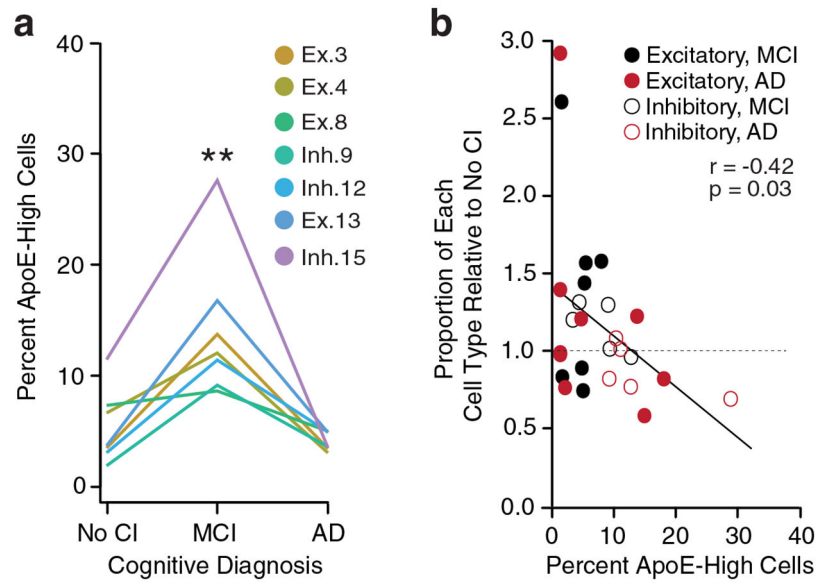 a
40
30
20
10
0
Percent ApoE-High Cells
**
Ex.3
Ex.4
Ex.8
Inh.9
Inh.12
Ex.13
Inh.15
No CI MCI AD
Cognitive Diagnosis
b
3.0
2.5
2.0
1.5
1.0
0.5
0.0
Proportion of Each
Cell Type Relative to No CI
Excitatory, MCI
Excitatory, AD
Inhibitory, MCI
Inhibitory, AD
r = -0.42
p = 0.03
0 10 20 30 40
Percent ApoE-High Cells